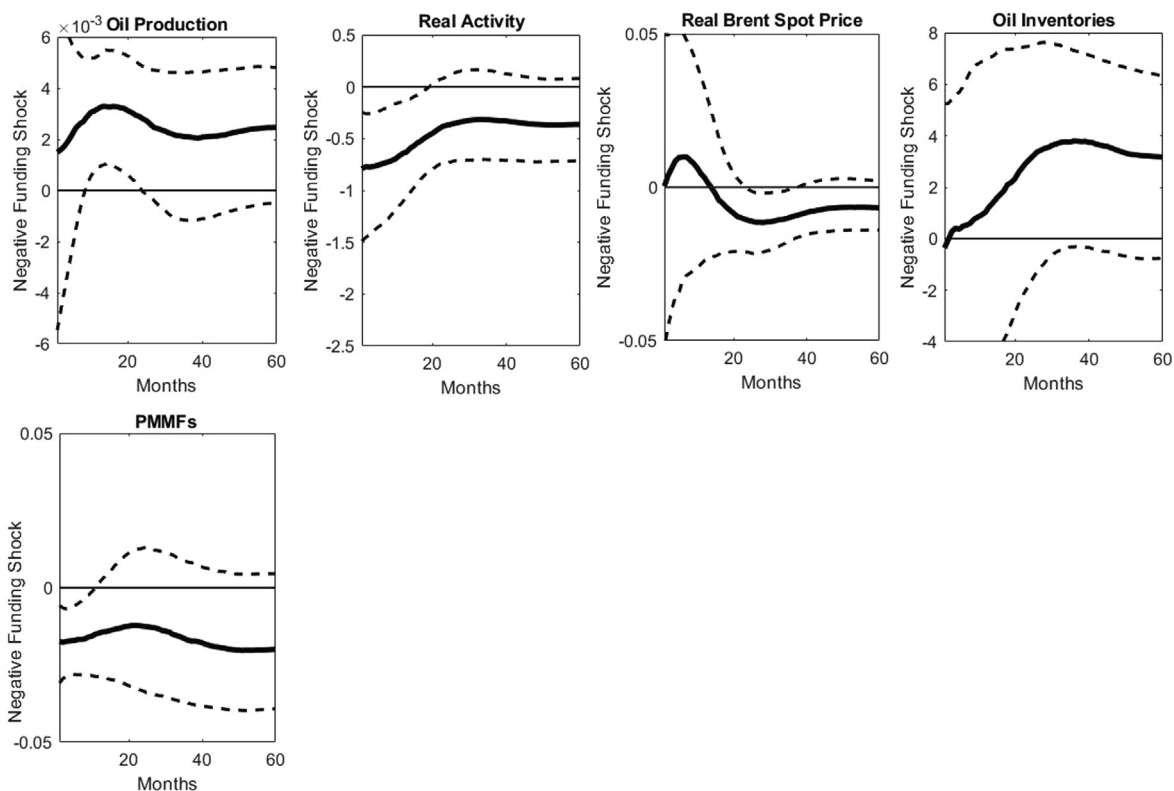 ×10⁻³ Oil Production
Negative Funding Shock
6
4
2
0
-2
-4
-6
20 40 60
Months
Real Activity
Negative Funding Shock
0.5
0
-0.5
-1
-1.5
-2
-2.5
20 40 60
Months
Real Brent Spot Price
Negative Funding Shock
0.05
0
-0.05
20 40 60
Months
Oil Inventories
Negative Funding Shock
8
6
4
2
0
-2
-4
20 40 60
Months
PMMFs
Negative Funding Shock
0.05
0
-0.05
20 40 60
Months